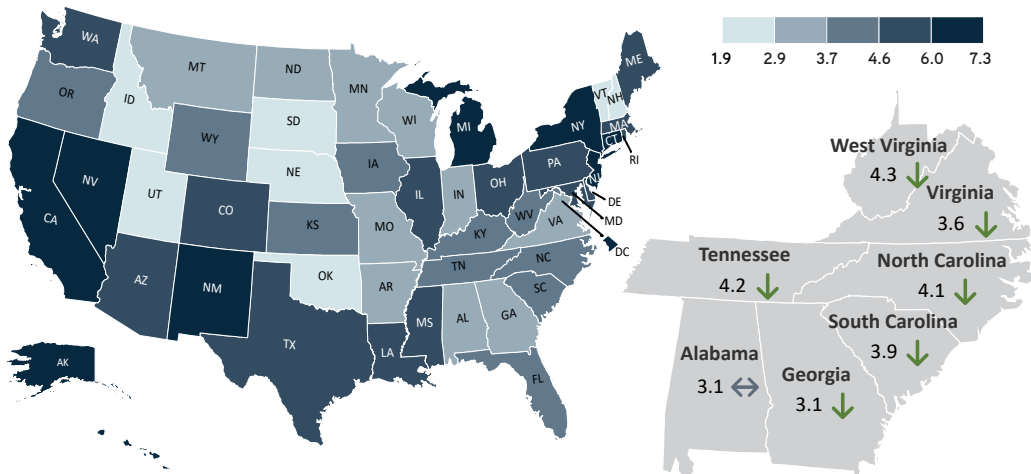 WA
OR
CA
NV
ID
MT
WY
UT
AZ
CO
NM
ND
SD
NE
KS
OK
TX
MN
IA
MO
AR
LA
WI
IL
MS
MI
IN
OH
KY
TN
AL
GA
FL
SC
NC
VA
WV
PA
NY
VT
NH
ME
MA
CT
RI
NJ
DE
MD
DC
AK
1.9 2.9 3.7 4.6 6.0 7.3
West Virginia
4.3
Virginia
3.6
Tennessee
4.2
North Carolina
4.1
South Carolina
3.9
Alabama
3.1
Georgia
3.1